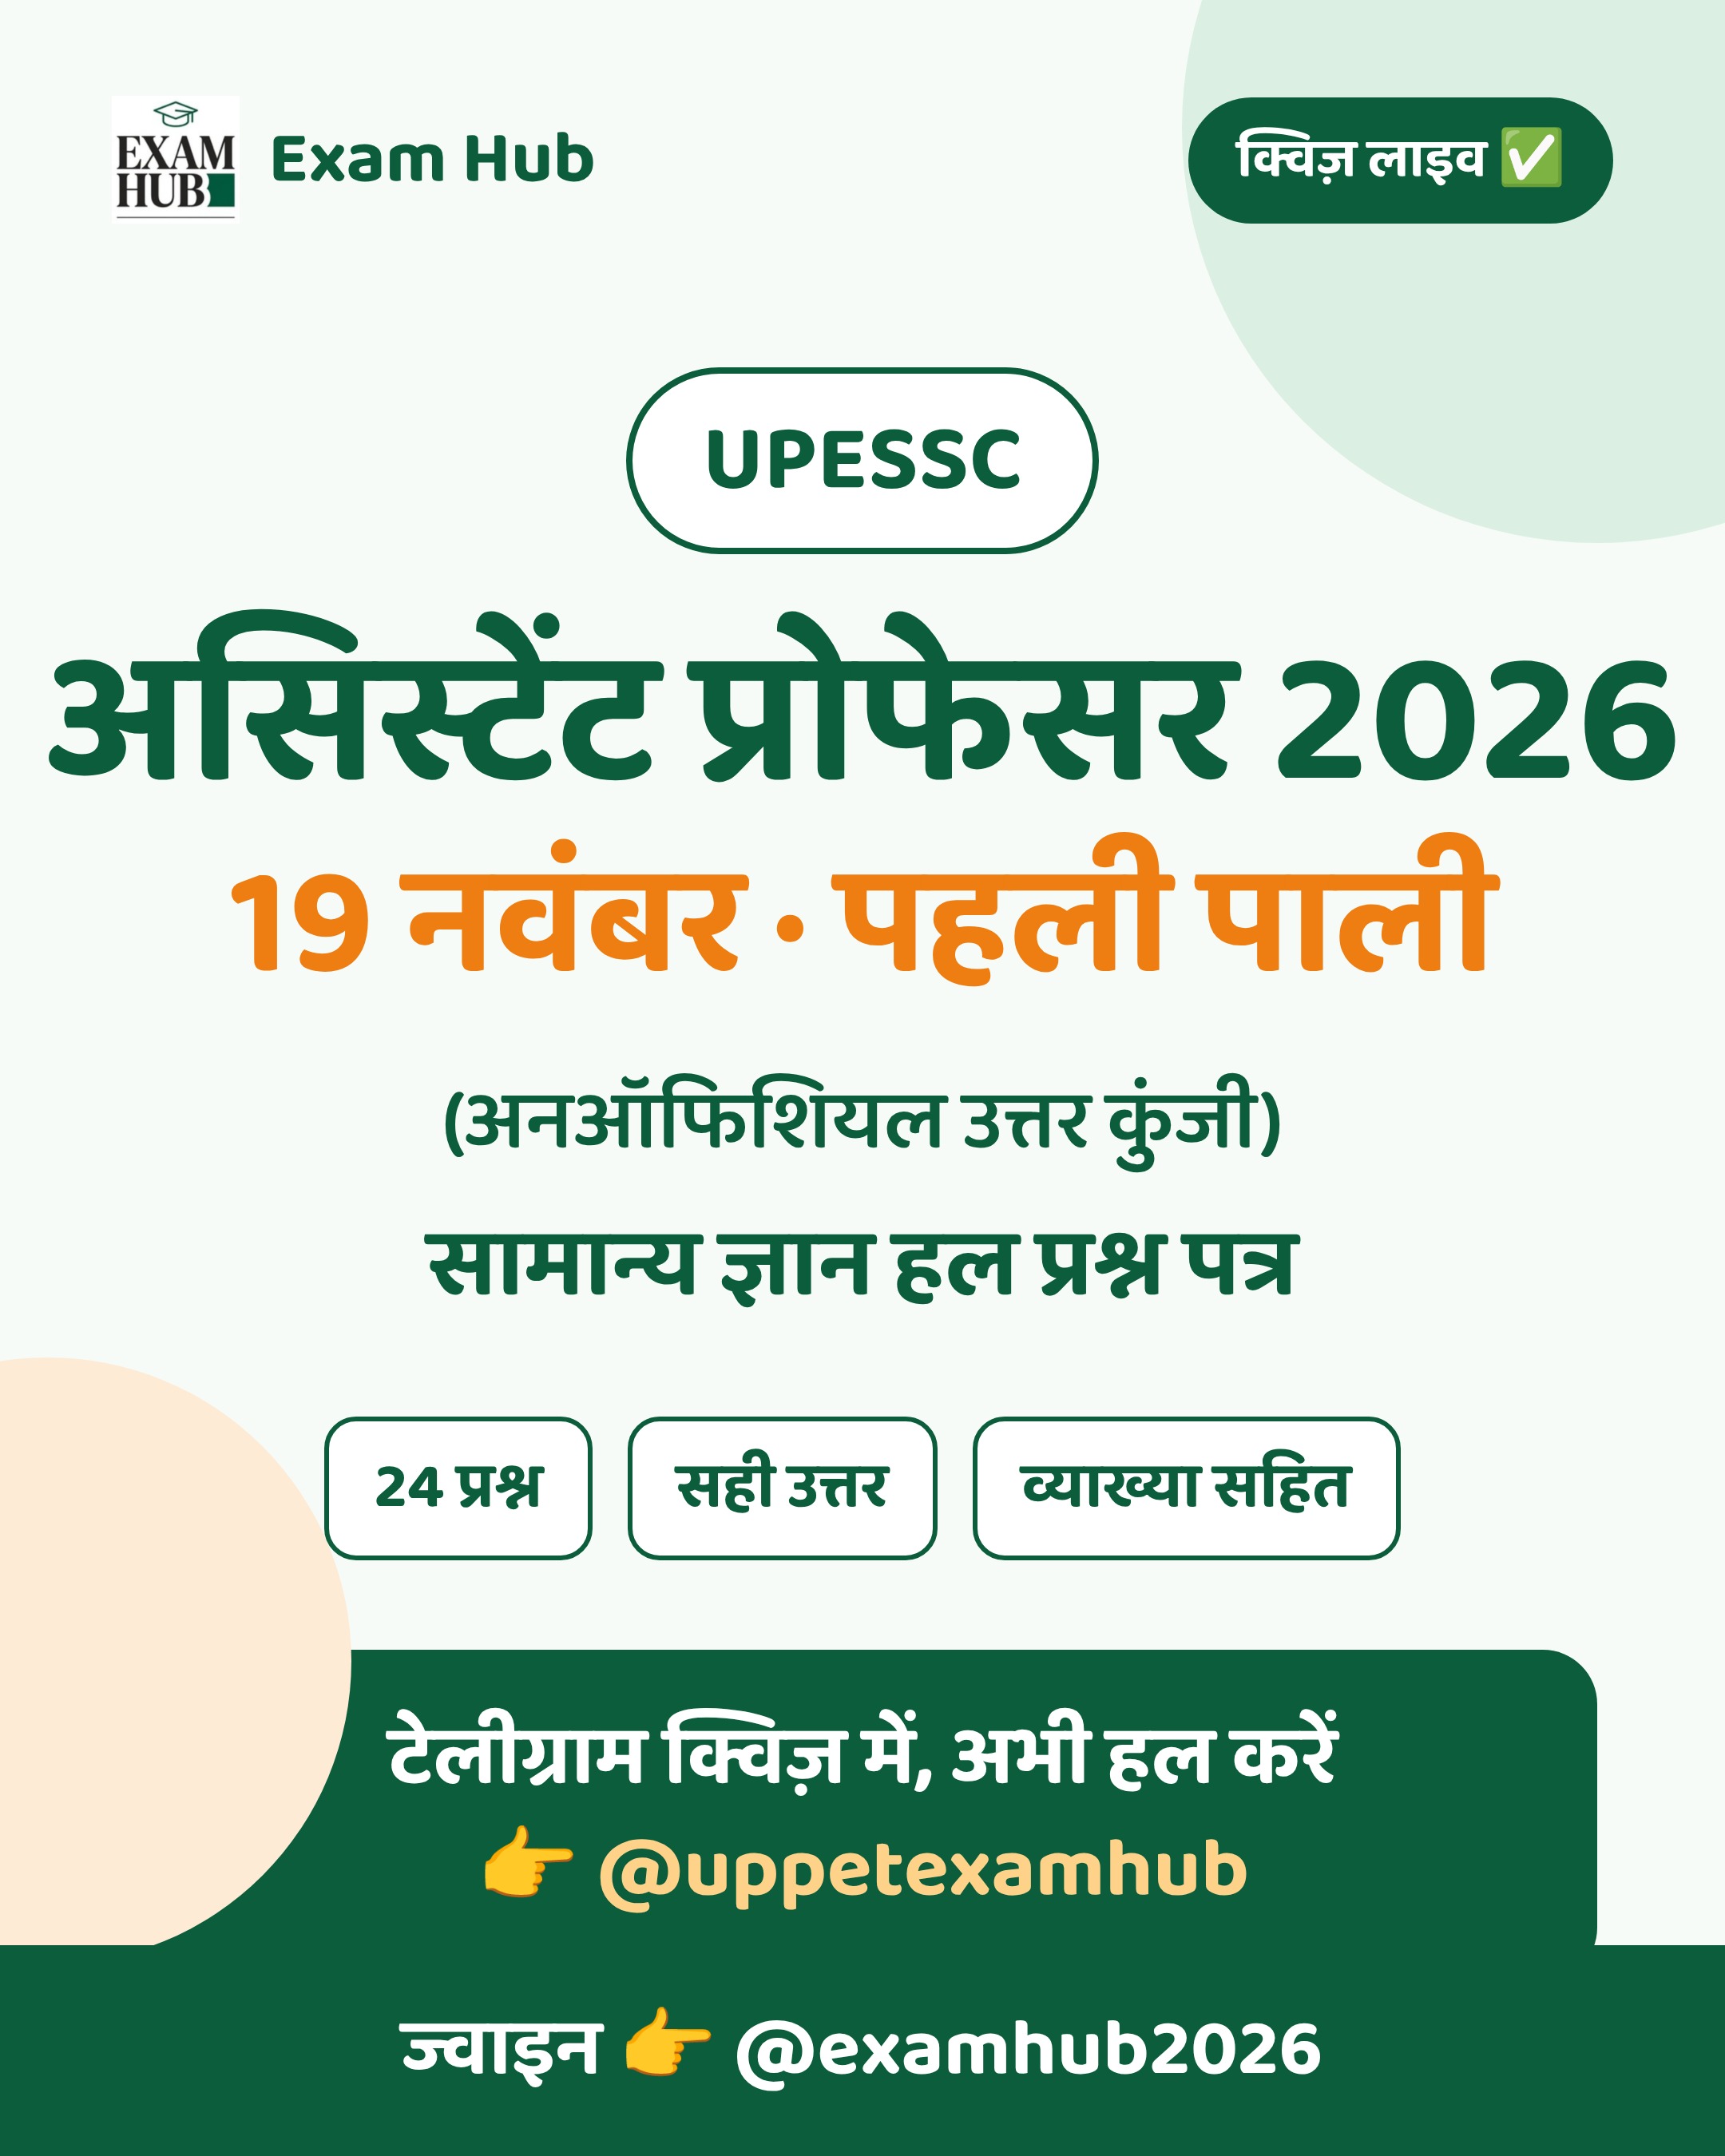 EXAM
HUB
Exam Hub
क्विज़ लाइव ✅
UPESSC
असिस्टेंट प्रोफेसर 2026
19 नवंबर · पहली पाली
(अनऑफिशियल उत्तर कुंजी)
सामान्य ज्ञान हल प्रश्न पत्र
24 प्रश्न
सही उत्तर
व्याख्या सहित
टेलीग्राम क्विज़ में, अभी हल करें
👉 @uppetexamhub
ज्वाइन 👉 @examhub2026